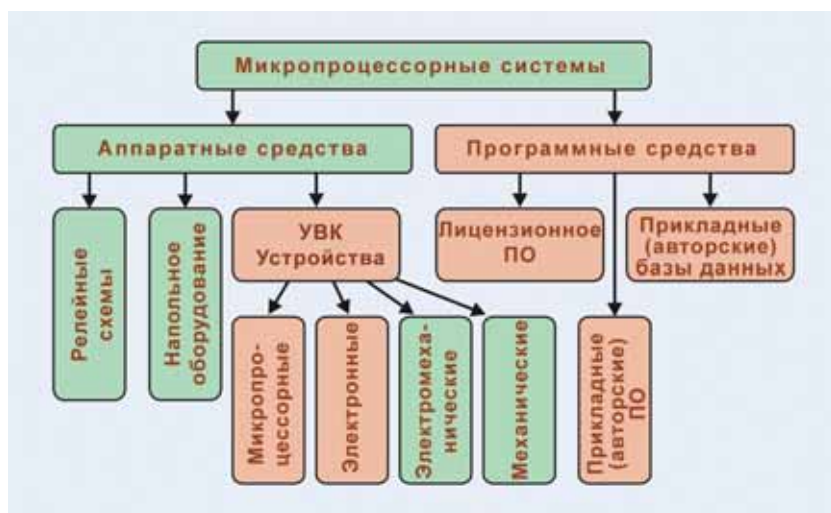 Микропроцессорные системы
Аппаратные средства
Программные средства
Релейные
схемы
Напольное
оборудование
УВК
Устройства
Лицензионное
ПО
Прикладные
(авторские)
базы данных
Микропро-
цессорные
Электронные
Электромеха-
нические
Механические
Прикладные
(авторские)
ПО